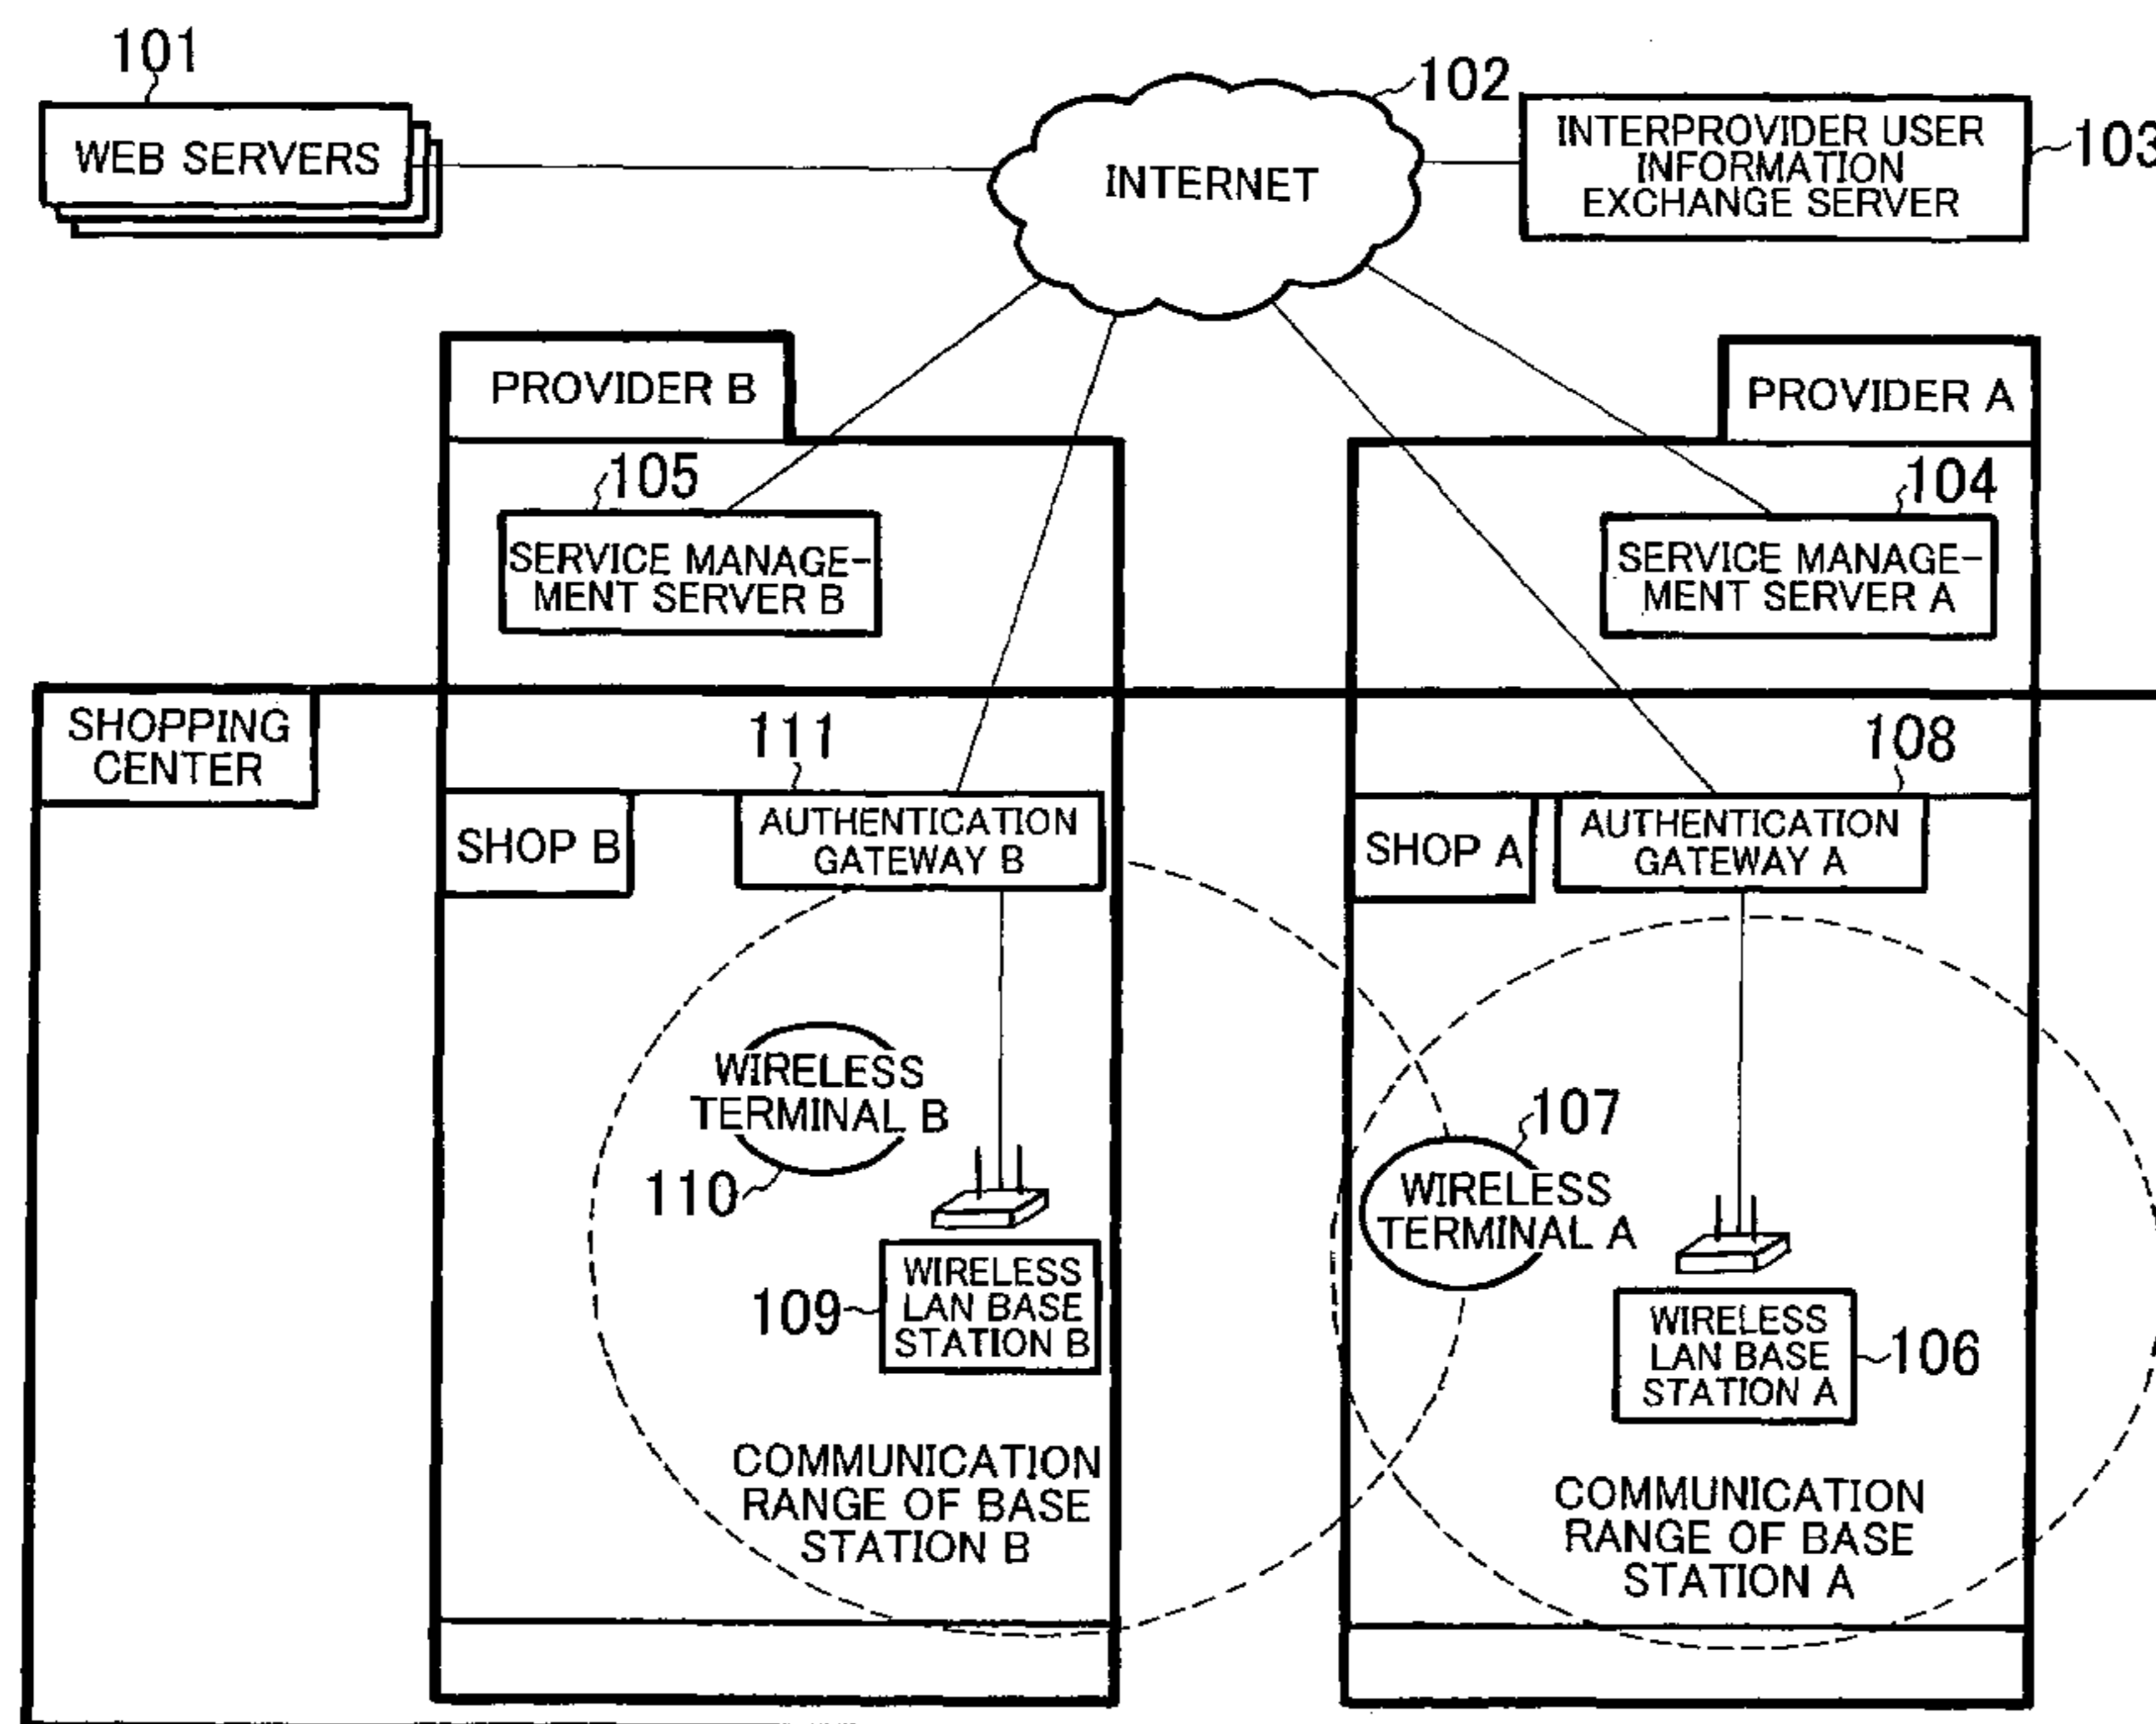 101
WEB SERVERS
102
INTERNET
INTERPROVIDER USER
INFORMATION
EXCHANGE SERVER
103
PROVIDER B
PROVIDER A
105
SERVICE MANAGE-
MENT SERVER B
104
SERVICE MANAGE-
MENT SERVER A
SHOPPING
CENTER
111
108
SHOP B
AUTHENTICATION
GATEWAY B
SHOP A
AUTHENTICATION
GATEWAY A
WIRELESS
TERMINAL B
110
107
WIRELESS
TERMINAL A
109
WIRELESS
LAN BASE
STATION B
WIRELESS
LAN BASE
STATION A
106
COMMUNICATION
RANGE OF BASE
STATION B
COMMUNICATION
RANGE OF BASE
STATION A